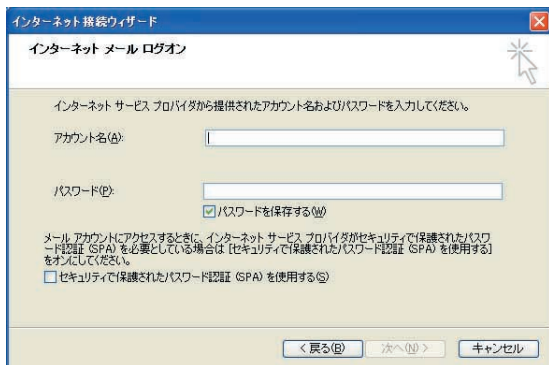 インターネット接続ウィザード
インターネット メール ログオン
インターネット サービス プロバイダから提供されたアカウント名およびパスワードを入力してください。
アカウント名(A):
パスワード(P):
パスワードを保存する(W)
メール アカウントにアクセスするときに、インターネット サービス プロバイダがセキュリティで保護されたパスワ
ード認証 (SPA) を必要としている場合は [セキュリティで保護されたパスワード認証 (SPA) を使用する]
をオンにしてください。
セキュリティで保護されたパスワード認証 (SPA) を使用する(S)
< 戻る(B) 次へ(N) > キャンセル